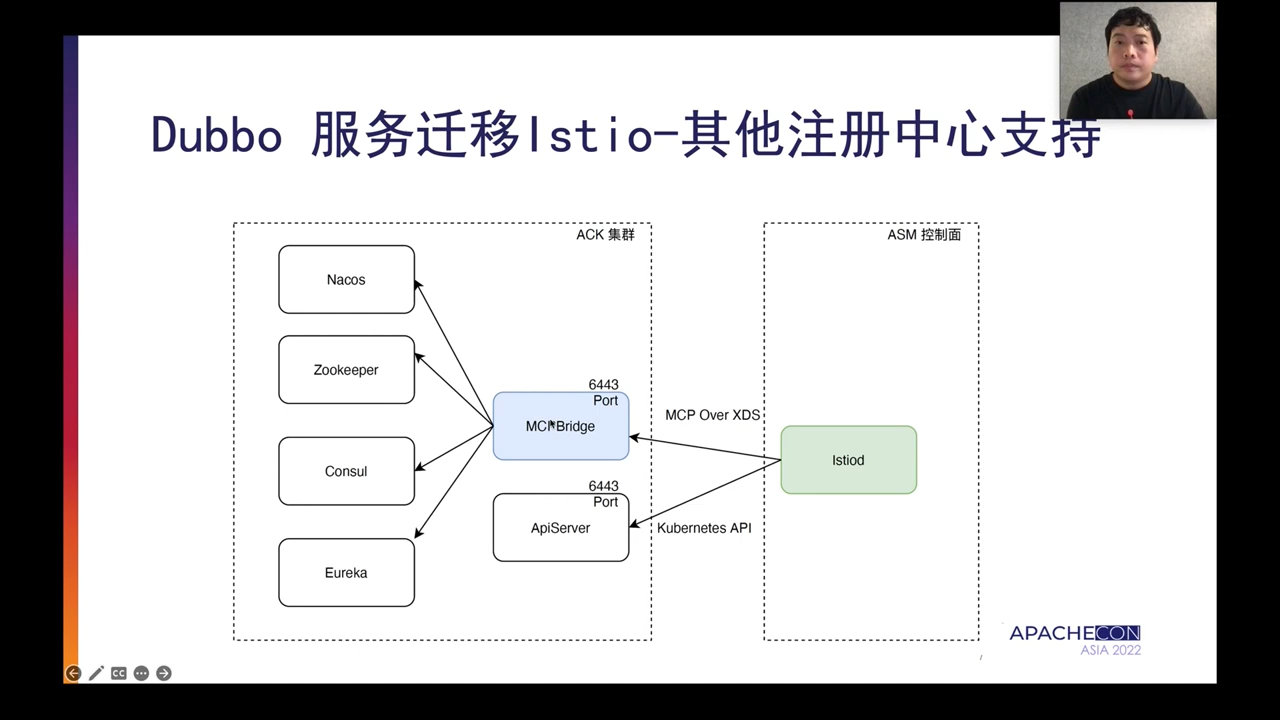 Dubbo 服务迁移Istio-其他注册中心支持
ACK 集群
ASM 控制面
Nacos
Zookeeper
Consul
Eureka
6443
Port
MCPBridge
6443
Port
ApiServer
MCP Over XDS
Kubernetes API
Istiod
APACHECON
ASIA 2022
CC